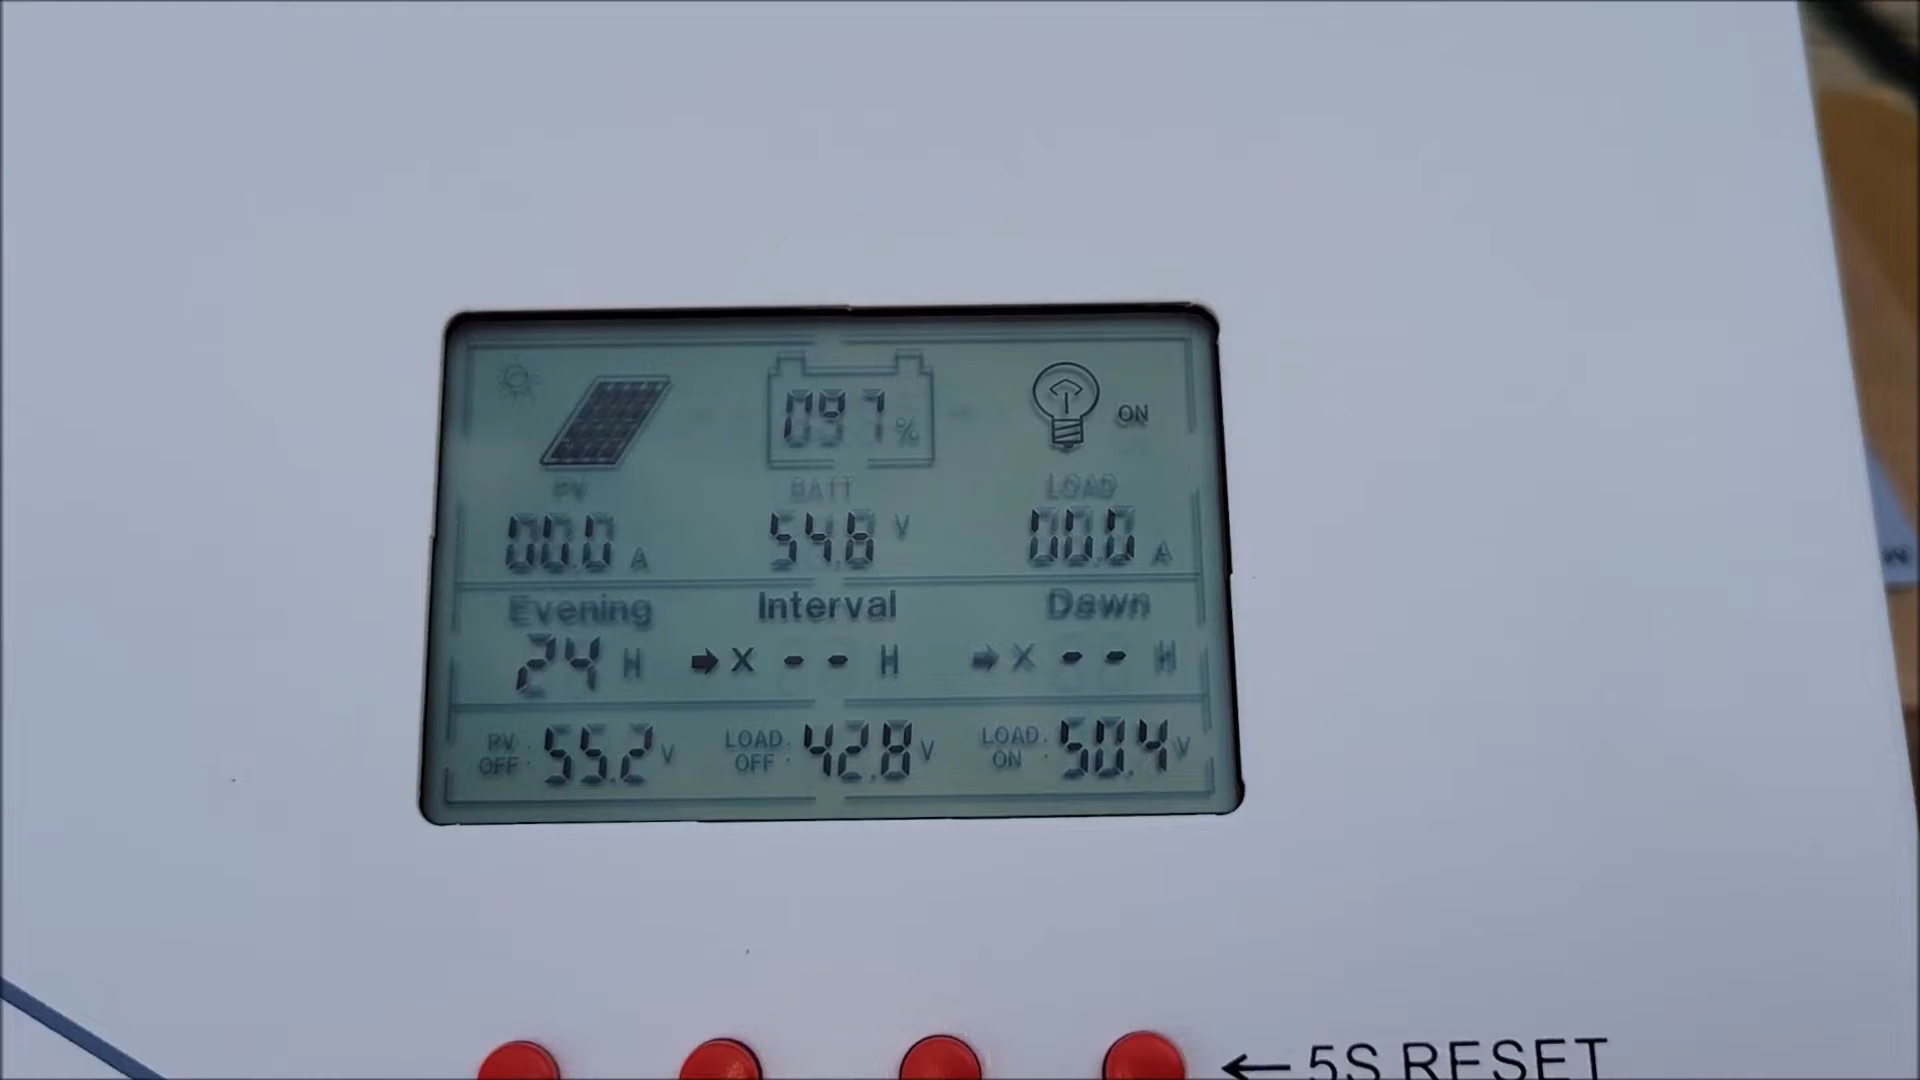 097%
ON
PV BATT LOAD
00.0 A 54.8 V 00.0 A
Evening Interval Dawn
24 H X -- H X -- H
PV OFF: 55.2 V LOAD. OFF: 42.8 V LOAD. ON: 50.4 V
←5S RESET